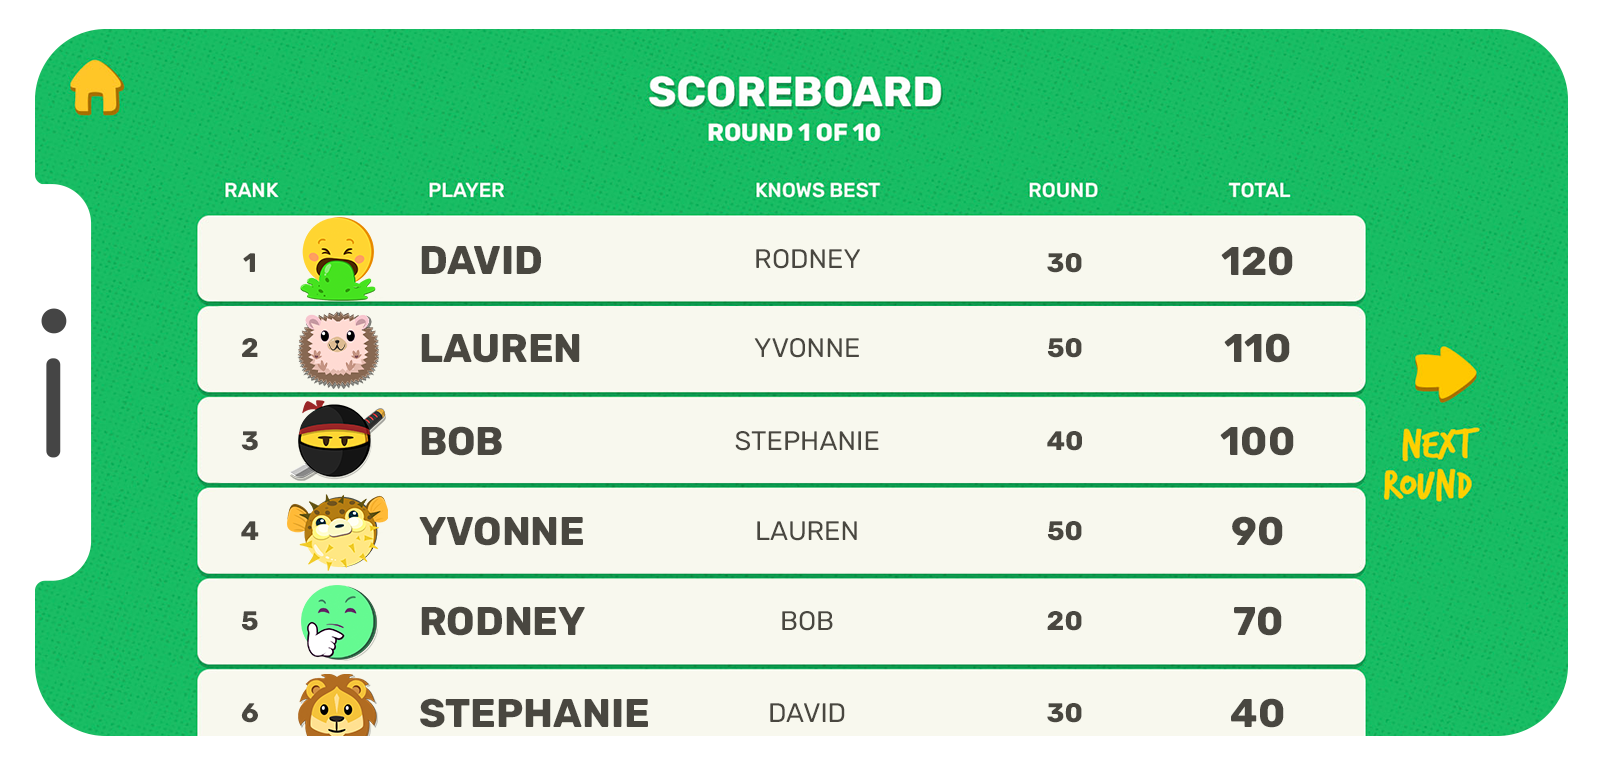 SCOREBOARD
ROUND 1 OF 10
RANK PLAYER KNOWS BEST ROUND TOTAL
1 DAVID RODNEY 30 120
2 LAUREN YVONNE 50 110
3 BOB STEPHANIE 40 100
4 YVONNE LAUREN 50 90
5 RODNEY BOB 20 70
6 STEPHANIE DAVID 30 40
NEXT
ROUND